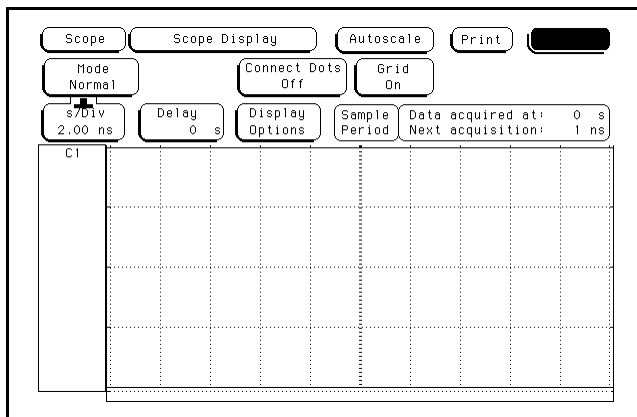 Scope Scope Display Autoscale Print
Mode Normal Connect Dots Off Grid On
s/Div 2.00 ns Delay 0 s Display Options Sample Period Data acquired at: 0 s
Next acquisition: 1 ns
C1